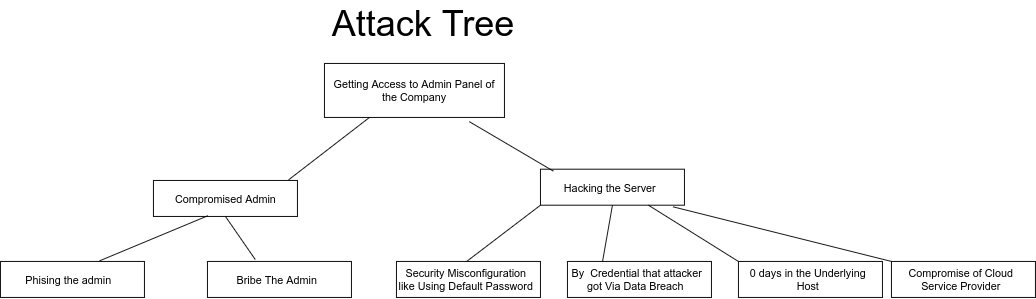 Attack Tree
Getting Access to Admin Panel of
the Company
Compromised Admin
Hacking the Server
Phising the admin
Bribe The Admin
Security Misconfiguration
like Using Default Password
By  Credential that attacker
got Via Data Breach
0 days in the Underlying
Host
Compromise of Cloud
Service Provider